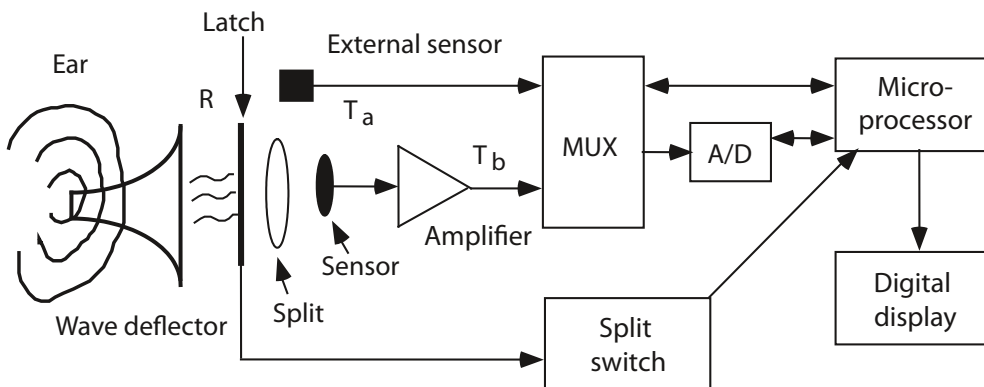 Latch
External sensor
Ear
R
T a
Micro-
processor
MUX
A/D
T b
Amplifier
Sensor
Split
Wave deflector
Split
switch
Digital
display